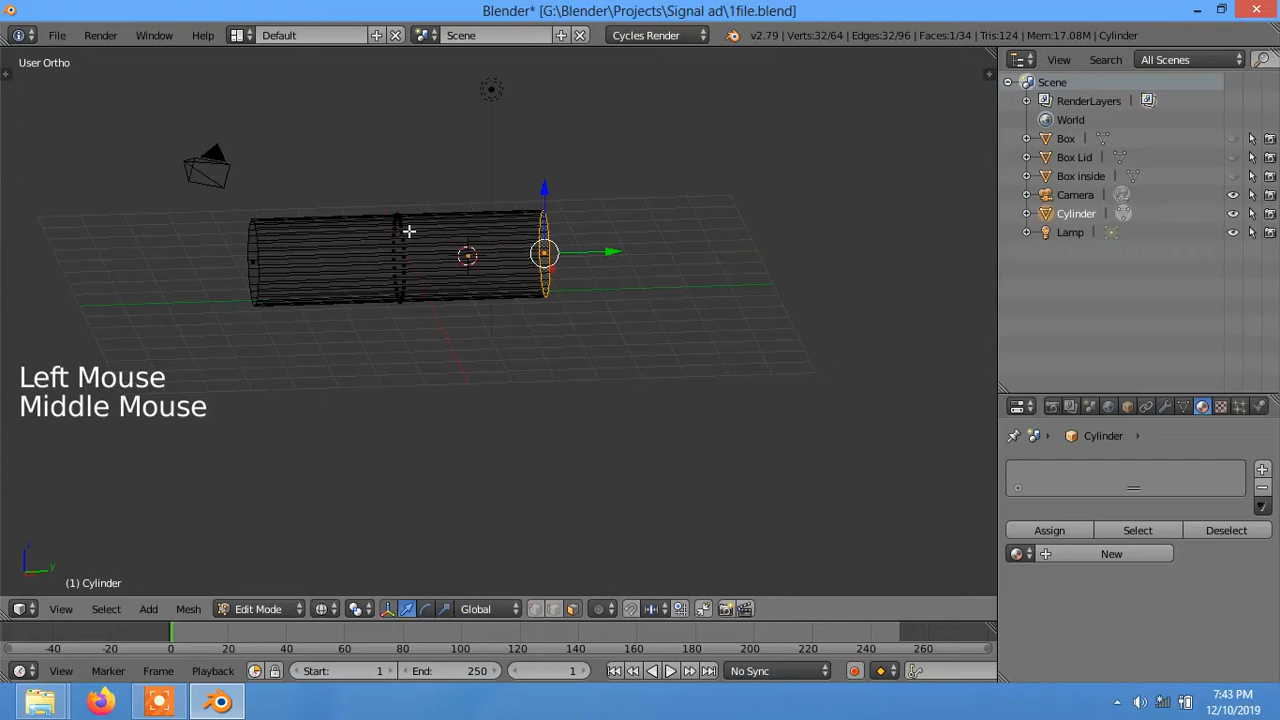 Blender* [G:\Blender\Projects\Signal ad\1file.blend]
File Render Window Help Default Scene Cycles Render v2.79 | Verts:32/64 | Edges:32/96 | Faces:1/34 | Tris:124 | Mem:17.08M | Cylinder
User Ortho
View Search All Scenes
Scene
RenderLayers
World
Box
Box Lid
Box inside
Camera
Cylinder
Lamp
Left Mouse
Middle Mouse
z
y
(1) Cylinder
Cylinder
Assign Select Deselect
New
View Select Add Mesh Edit Mode Global
-40 -20 0 20 40 60 80 100 120 140 160 180 200 220 240 260
View Marker Frame Playback Start: 1 End: 250 1 No Sync
7:43 PM
12/10/2019